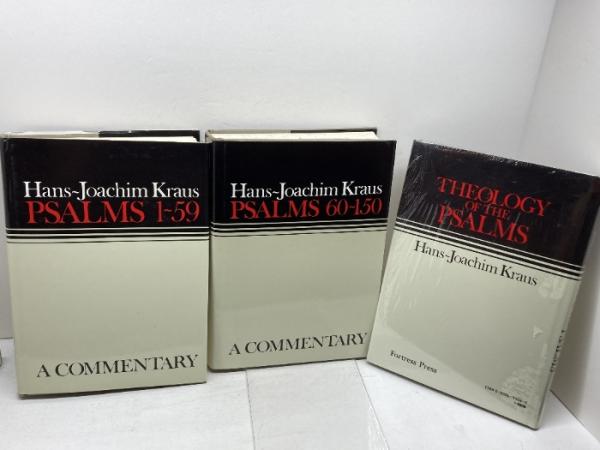 Hans-Joachim Kraus
PSALMS 1-59
A COMMENTARY
Hans-Joachim Kraus
PSALMS 60-150
A COMMENTARY
THEOLOGY
OF THE
PSALMS
Hans-Joachim Kraus
Fortress Press